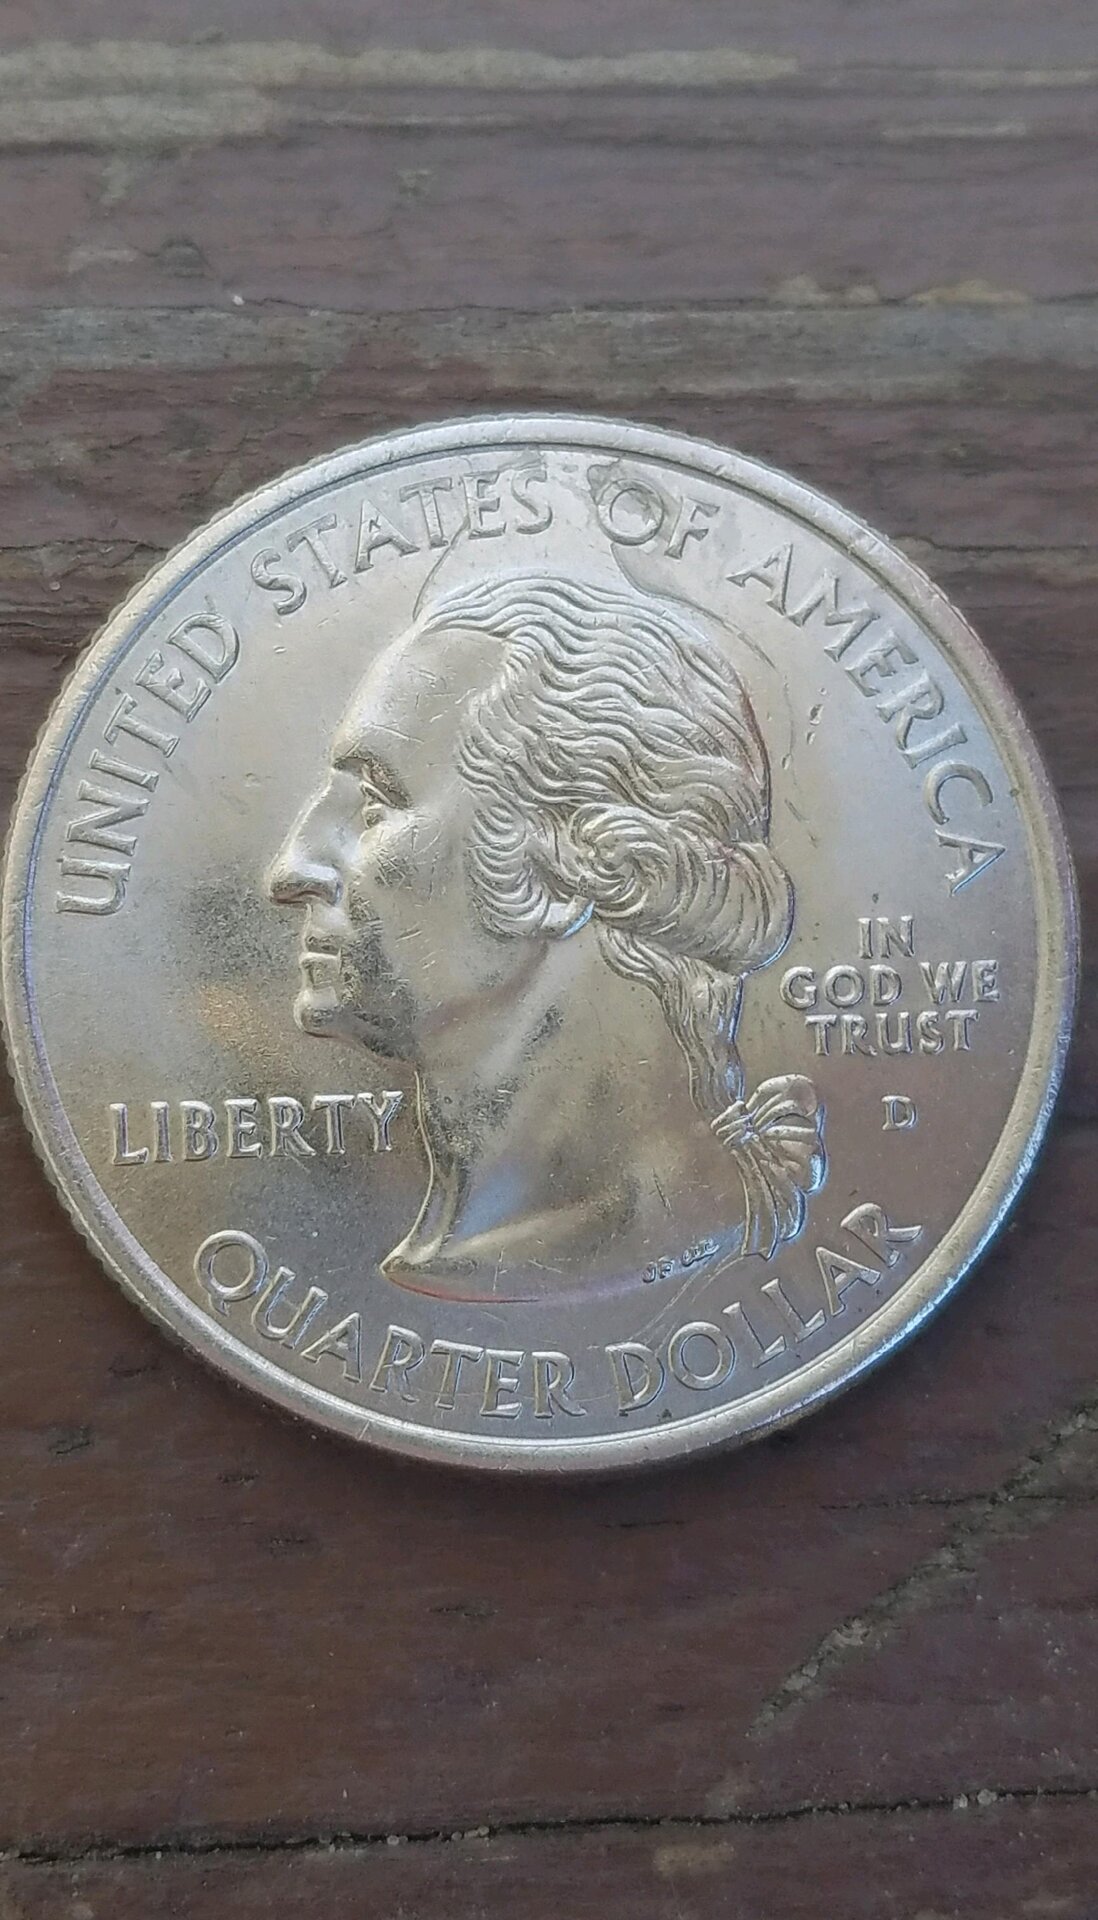 UNITED STATES OF AMERICA
IN
GOD WE
TRUST
LIBERTY
D
QUARTER DOLLAR